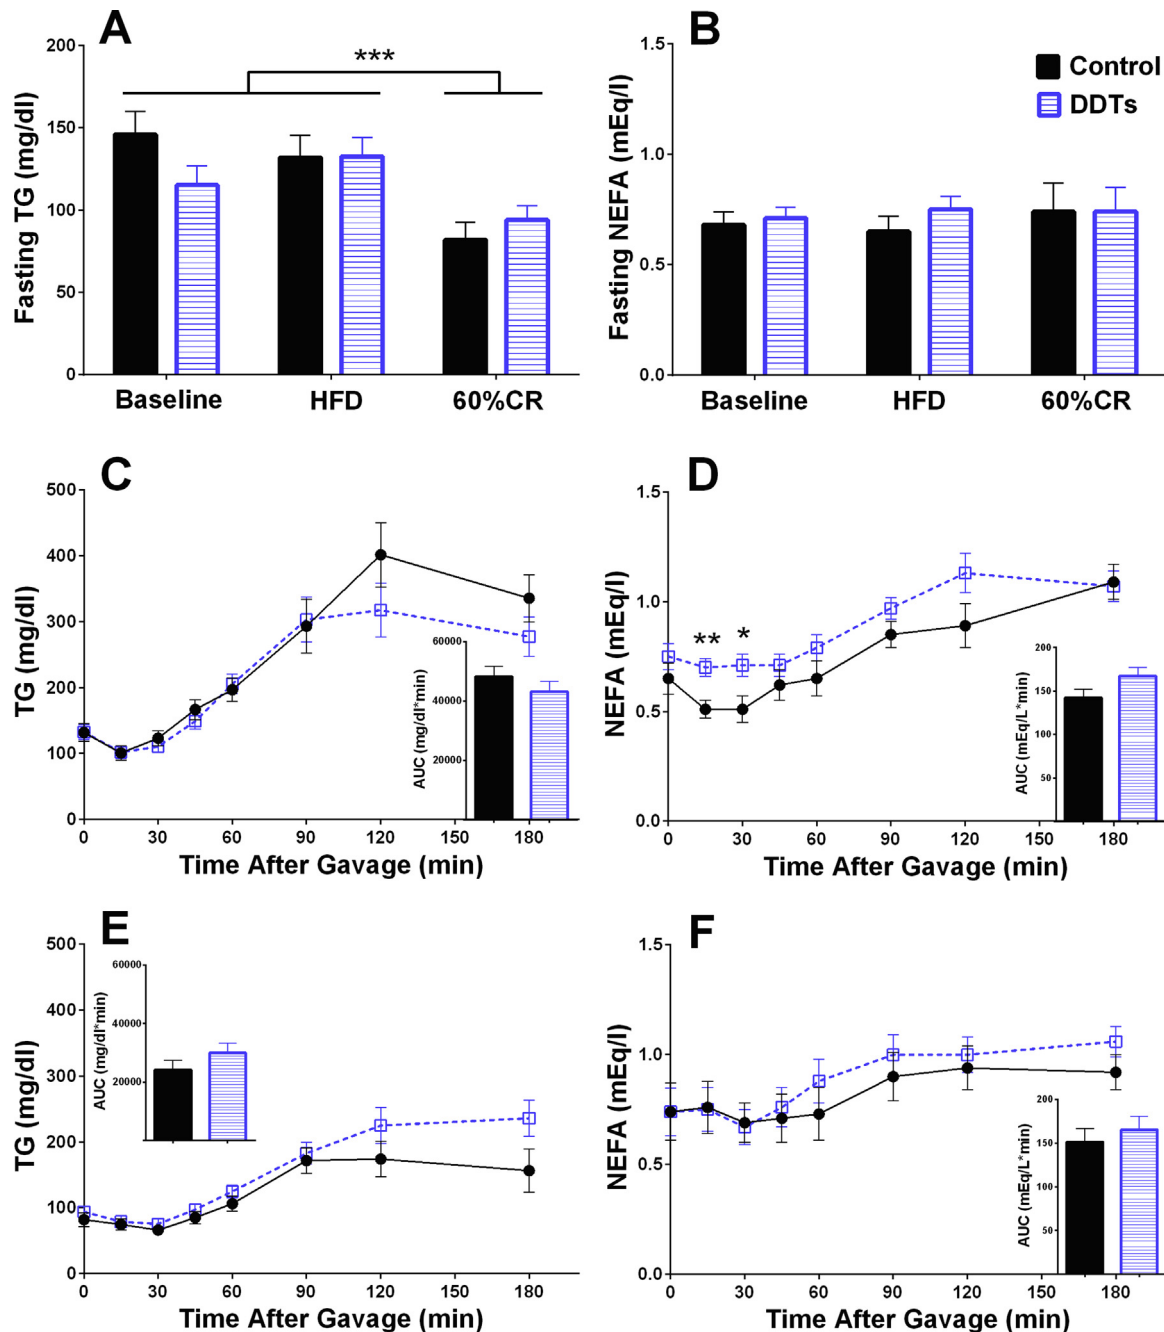 A
Fasting TG (mg/dl)
200
150
100
50
0
***
Baseline
HFD
60%CR
B
Fasting NEFA (mEq/l)
1.5
1.0
0.5
0.0
Control
DDTs
Baseline
HFD
60%CR
C
TG (mg/dl)
500
400
300
200
100
0
0
30
60
90
120
150
180
Time After Gavage (min)
AUC (mg/dl*min)
60000
40000
20000
D
NEFA (mEq/l)
1.5
1.0
0.5
0.0
**
*
0
30
60
90
120
150
180
Time After Gavage (min)
AUC (mEq/L*min)
200
150
100
50
E
TG (mg/dl)
500
400
300
200
100
0
0
30
60
90
120
150
180
Time After Gavage (min)
AUC (mg/dl*min)
60000
40000
20000
F
NEFA (mEq/l)
1.5
1.0
0.5
0.0
0
30
60
90
120
150
180
Time After Gavage (min)
AUC (mEq/L*min)
200
150
100
50